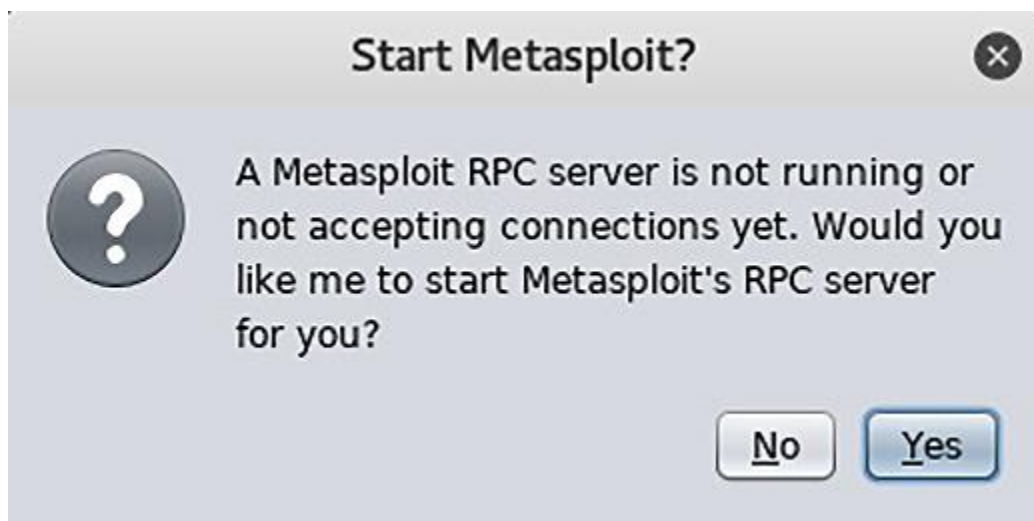 Start Metasploit?
A Metasploit RPC server is not running or
not accepting connections yet. Would you
like me to start Metasploit's RPC server
for you?
No
Yes